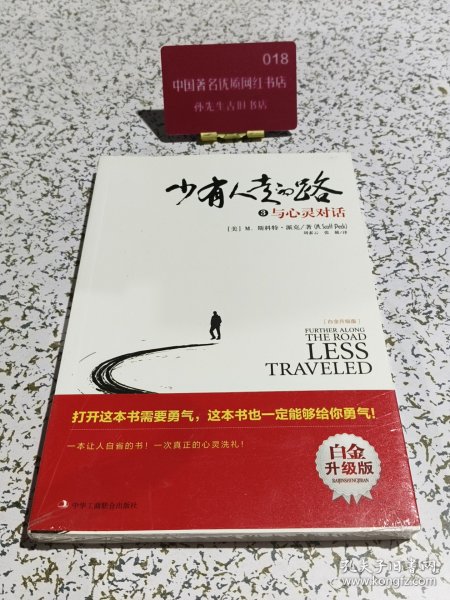 018
中国著名优质网红书店
孙先生古旧书店
少有人走的路
3 与心灵对话
[美] M·斯科特·派克/著 (M.Scott Peck)
[白金升级版]
FURTHER ALONG
THE ROAD
LESS
TRAVELED
打开这本书需要勇气，这本书也一定能够给你勇气！
一本让人自省的书！一次真正的心灵洗礼！
白金
升级版
BAIJINSHENGJIBAN
中华工商联合出版社
孔夫子旧书网